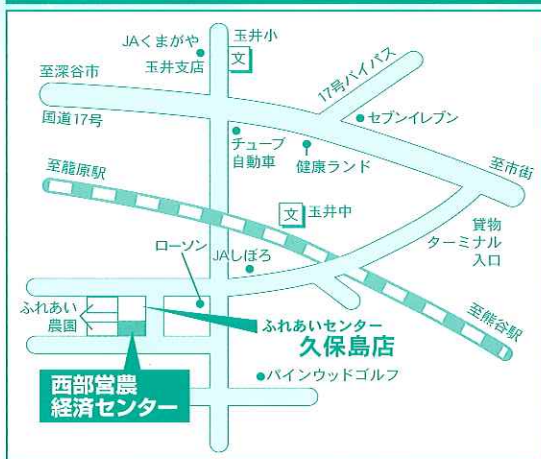 玉井小
JAくまがや
玉井支店
文
至深谷市
国道17号
17号バイパス
セブンイレブン
チューブ
自動車
健康ランド
至市街
至籠原駅
文
玉井中
貨物
ターミナル
入口
ローソン
JAしぼろ
至熊谷駅
ふれあい
農園
ふれあいセンター
久保島店
西部営農
経済センター
パインウッドゴルフ